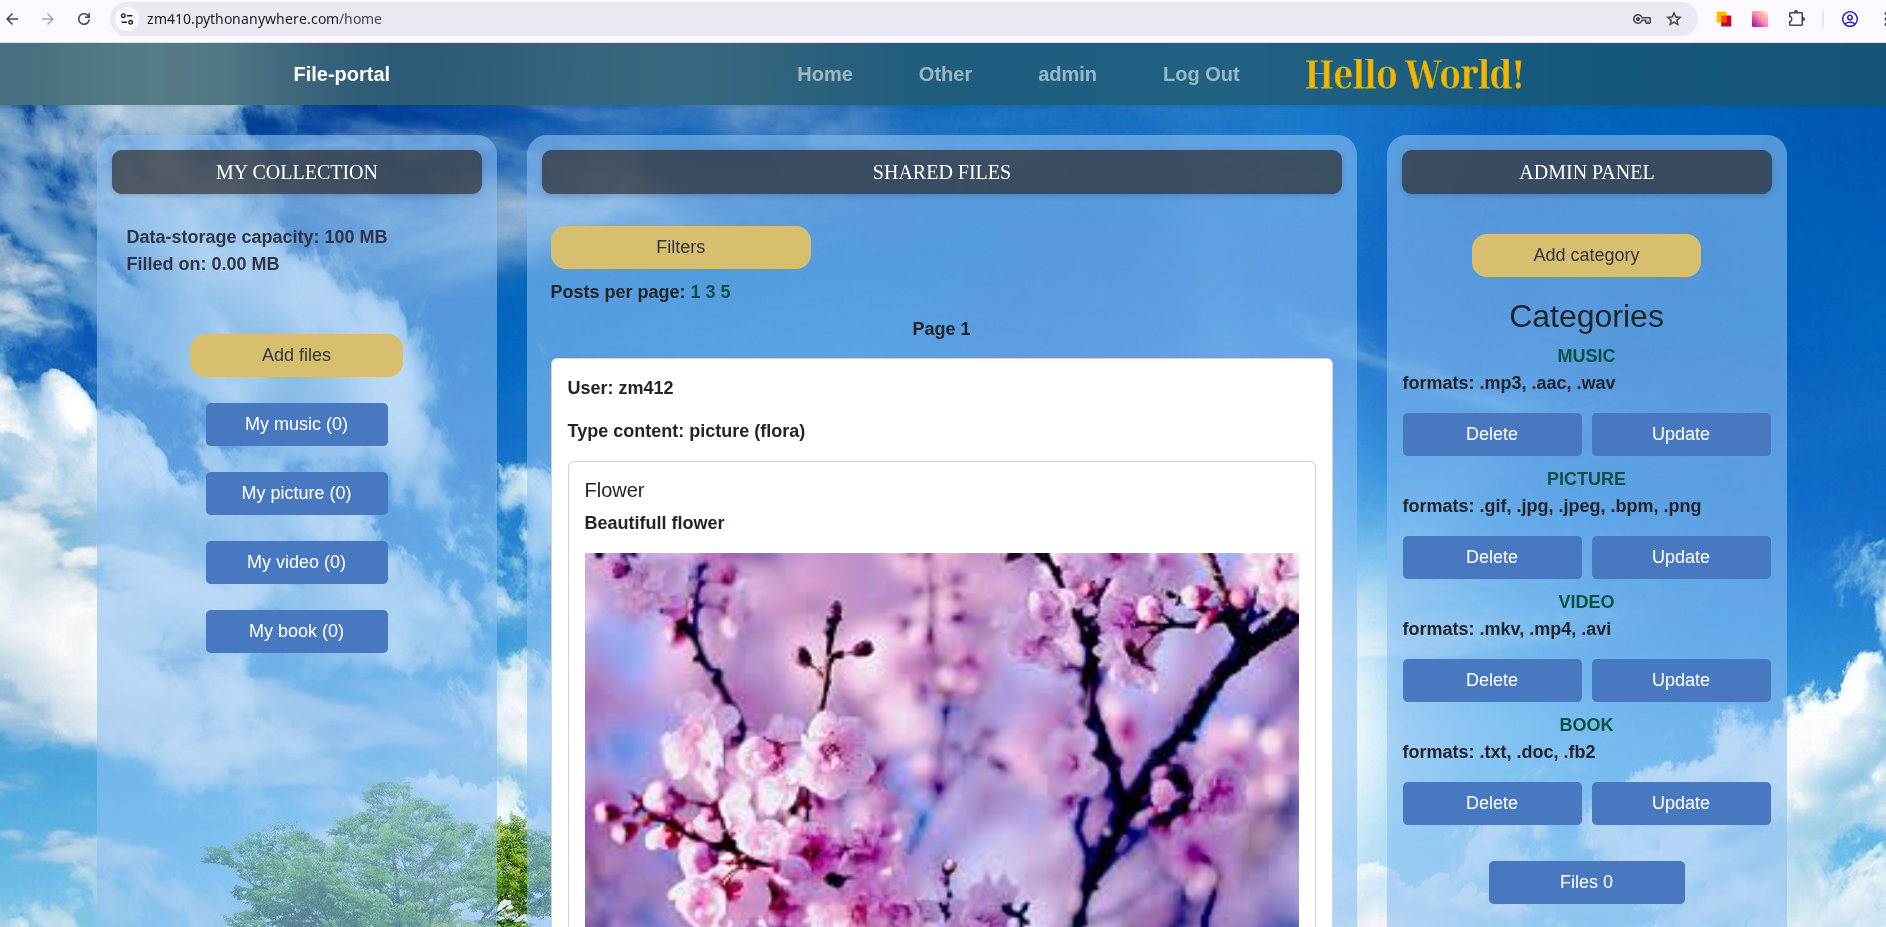 zm410.pythonanywhere.com/home
File-portal
Home
Other
admin
Log Out
Hello World!
MY COLLECTION
Data-storage capacity: 100 MB
Filled on: 0.00 MB
Add files
My music (0)
My picture (0)
My video (0)
My book (0)
SHARED FILES
Filters
Posts per page: 1 3 5
Page 1
User: zm412
Type content: picture (flora)
Flower
Beautifull flower
ADMIN PANEL
Add category
Categories
MUSIC
formats: .mp3, .aac, .wav
Delete
Update
PICTURE
formats: .gif, .jpg, .jpeg, .bpm, .png
Delete
Update
VIDEO
formats: .mkv, .mp4, .avi
Delete
Update
BOOK
formats: .txt, .doc, .fb2
Delete
Update
Files 0